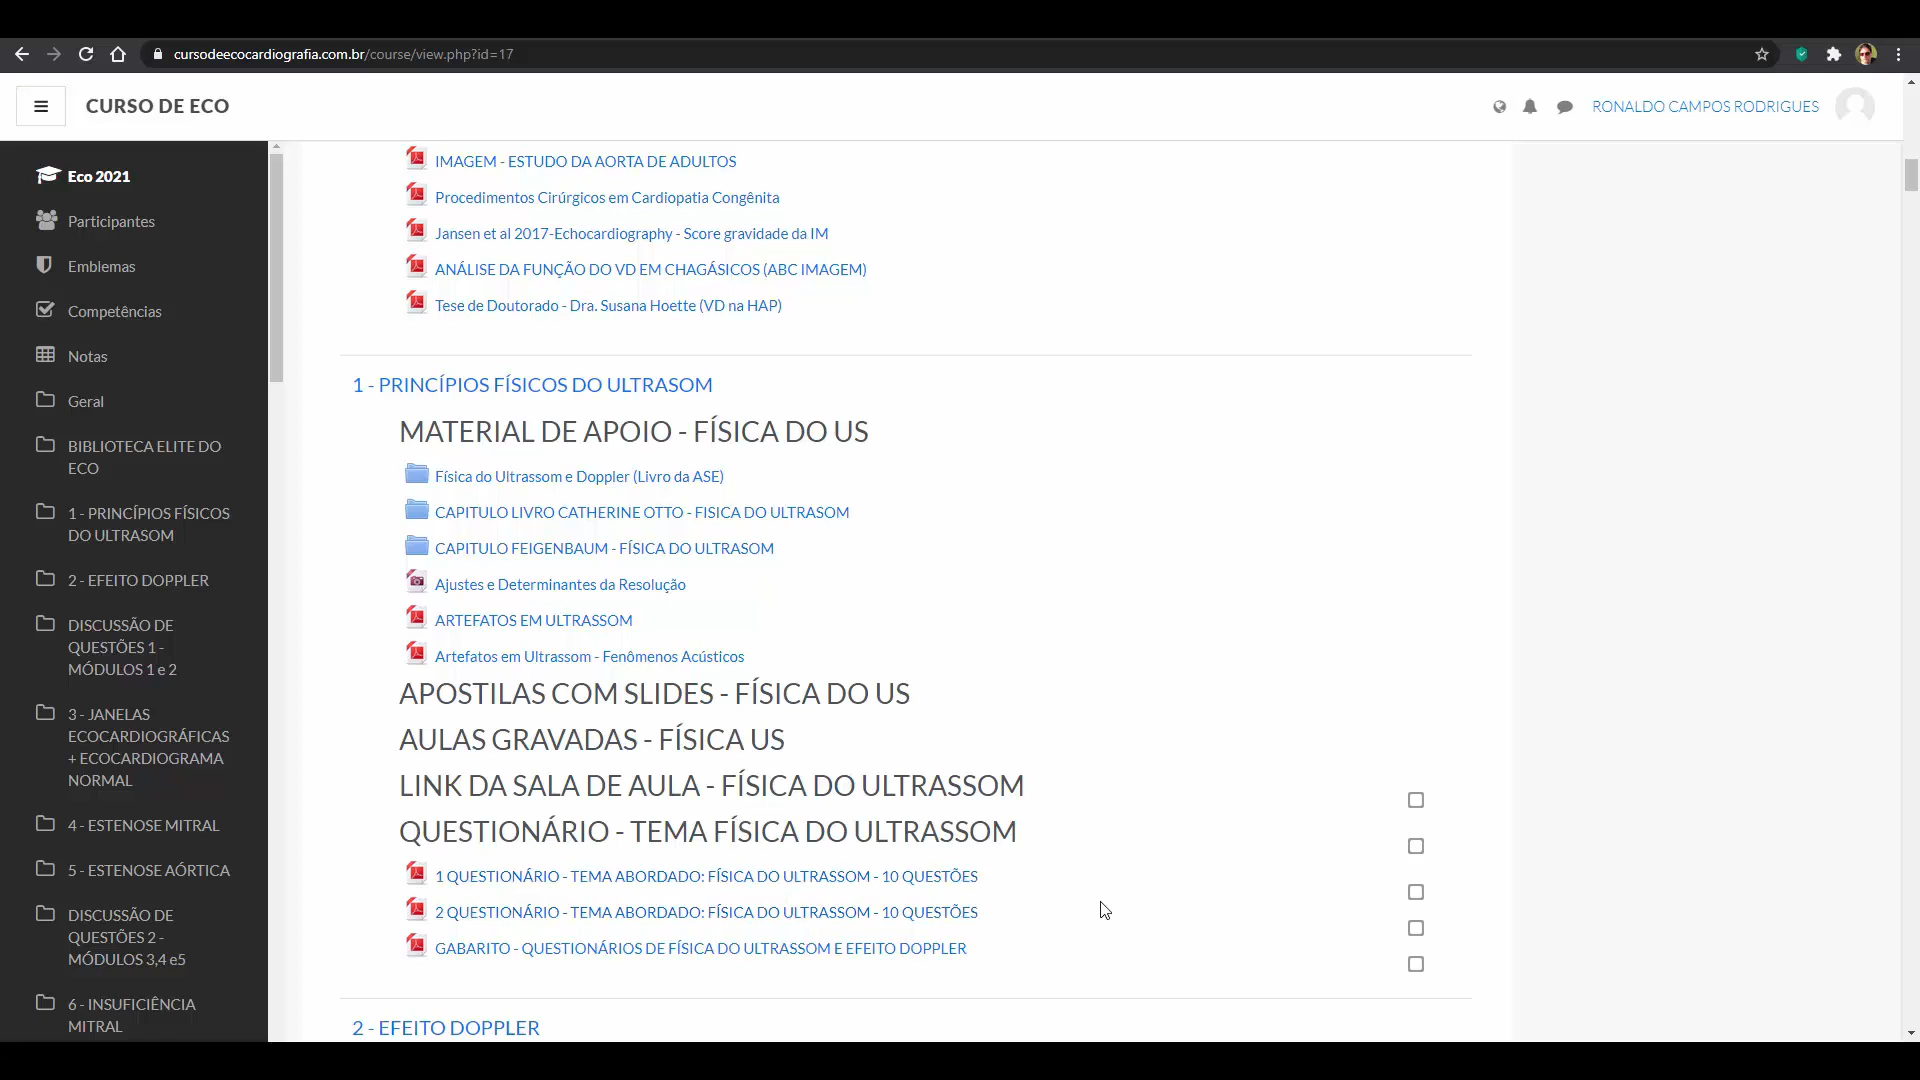 cursodeecocardiografia.com.br/course/view.php?id=17
CURSO DE ECO
RONALDO CAMPOS RODRIGUES
Eco 2021
Participantes
Emblemas
Competências
Notas
Geral
BIBLIOTECA ELITE DO
ECO
1 - PRINCÍPIOS FÍSICOS
DO ULTRASOM
2 - EFEITO DOPPLER
DISCUSSÃO DE
QUESTÕES 1 -
MÓDULOS 1 e 2
3 - JANELAS
ECOCARDIOGRÁFICAS
+ ECOCARDIOGRAMA
NORMAL
4 - ESTENOSE MITRAL
5 - ESTENOSE AÓRTICA
DISCUSSÃO DE
QUESTÕES 2 -
MÓDULOS 3,4 e5
6 - INSUFICIÊNCIA
MITRAL
IMAGEM - ESTUDO DA AORTA DE ADULTOS
Procedimentos Cirúrgicos em Cardiopatia Congênita
Jansen et al 2017-Echocardiography - Score gravidade da IM
ANÁLISE DA FUNÇÃO DO VD EM CHAGÁSICOS (ABC IMAGEM)
Tese de Doutorado - Dra. Susana Hoette (VD na HAP)
1 - PRINCÍPIOS FÍSICOS DO ULTRASOM
MATERIAL DE APOIO - FÍSICA DO US
Física do Ultrassom e Doppler (Livro da ASE)
CAPITULO LIVRO CATHERINE OTTO - FISICA DO ULTRASOM
CAPITULO FEIGENBAUM - FÍSICA DO ULTRASOM
Ajustes e Determinantes da Resolução
ARTEFATOS EM ULTRASSOM
Artefatos em Ultrassom - Fenômenos Acústicos
APOSTILAS COM SLIDES - FÍSICA DO US
AULAS GRAVADAS - FÍSICA US
LINK DA SALA DE AULA - FÍSICA DO ULTRASSOM
QUESTIONÁRIO - TEMA FÍSICA DO ULTRASSOM
1 QUESTIONÁRIO - TEMA ABORDADO: FÍSICA DO ULTRASSOM - 10 QUESTÕES
2 QUESTIONÁRIO - TEMA ABORDADO: FÍSICA DO ULTRASSOM - 10 QUESTÕES
GABARITO - QUESTIONÁRIOS DE FÍSICA DO ULTRASSOM E EFEITO DOPPLER
2 - EFEITO DOPPLER